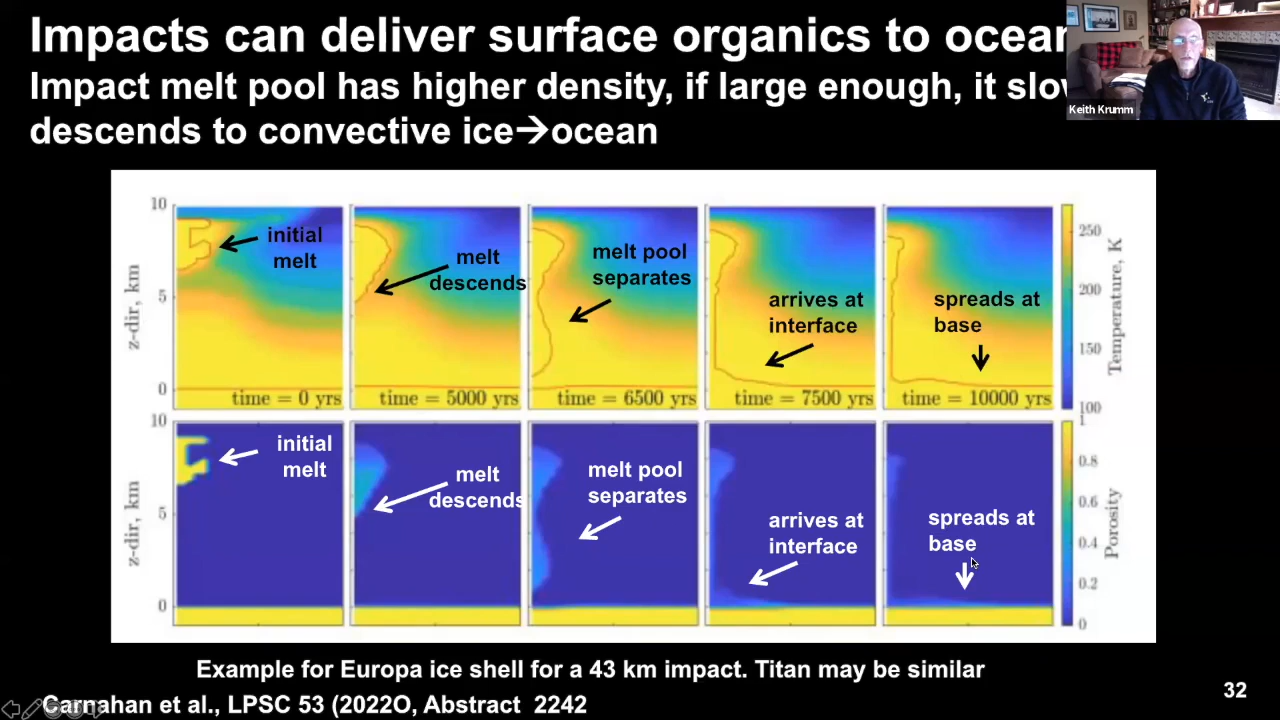 Impacts can deliver surface organics to ocean
Keith Krumm
Impact melt pool has higher density, if large enough, it slo
descends to convective ice→ocean
10
5
0
z-dir, km
initial
melt
time = 0 yrs
melt
descends
time = 5000 yrs
melt pool
separates
time = 6500 yrs
arrives at
interface
time = 7500 yrs
spreads at
base
time = 10000 yrs
250
200
150
100
Temperature, K
10
5
0
z-dir, km
initial
melt
melt
descends
melt pool
separates
arrives at
interface
spreads at
base
1
0.8
0.6
0.4
0.2
0
Porosity
Example for Europa ice shell for a 43 km impact. Titan may be similar
32
Carnahan et al., LPSC 53 (2022O, Abstract 2242